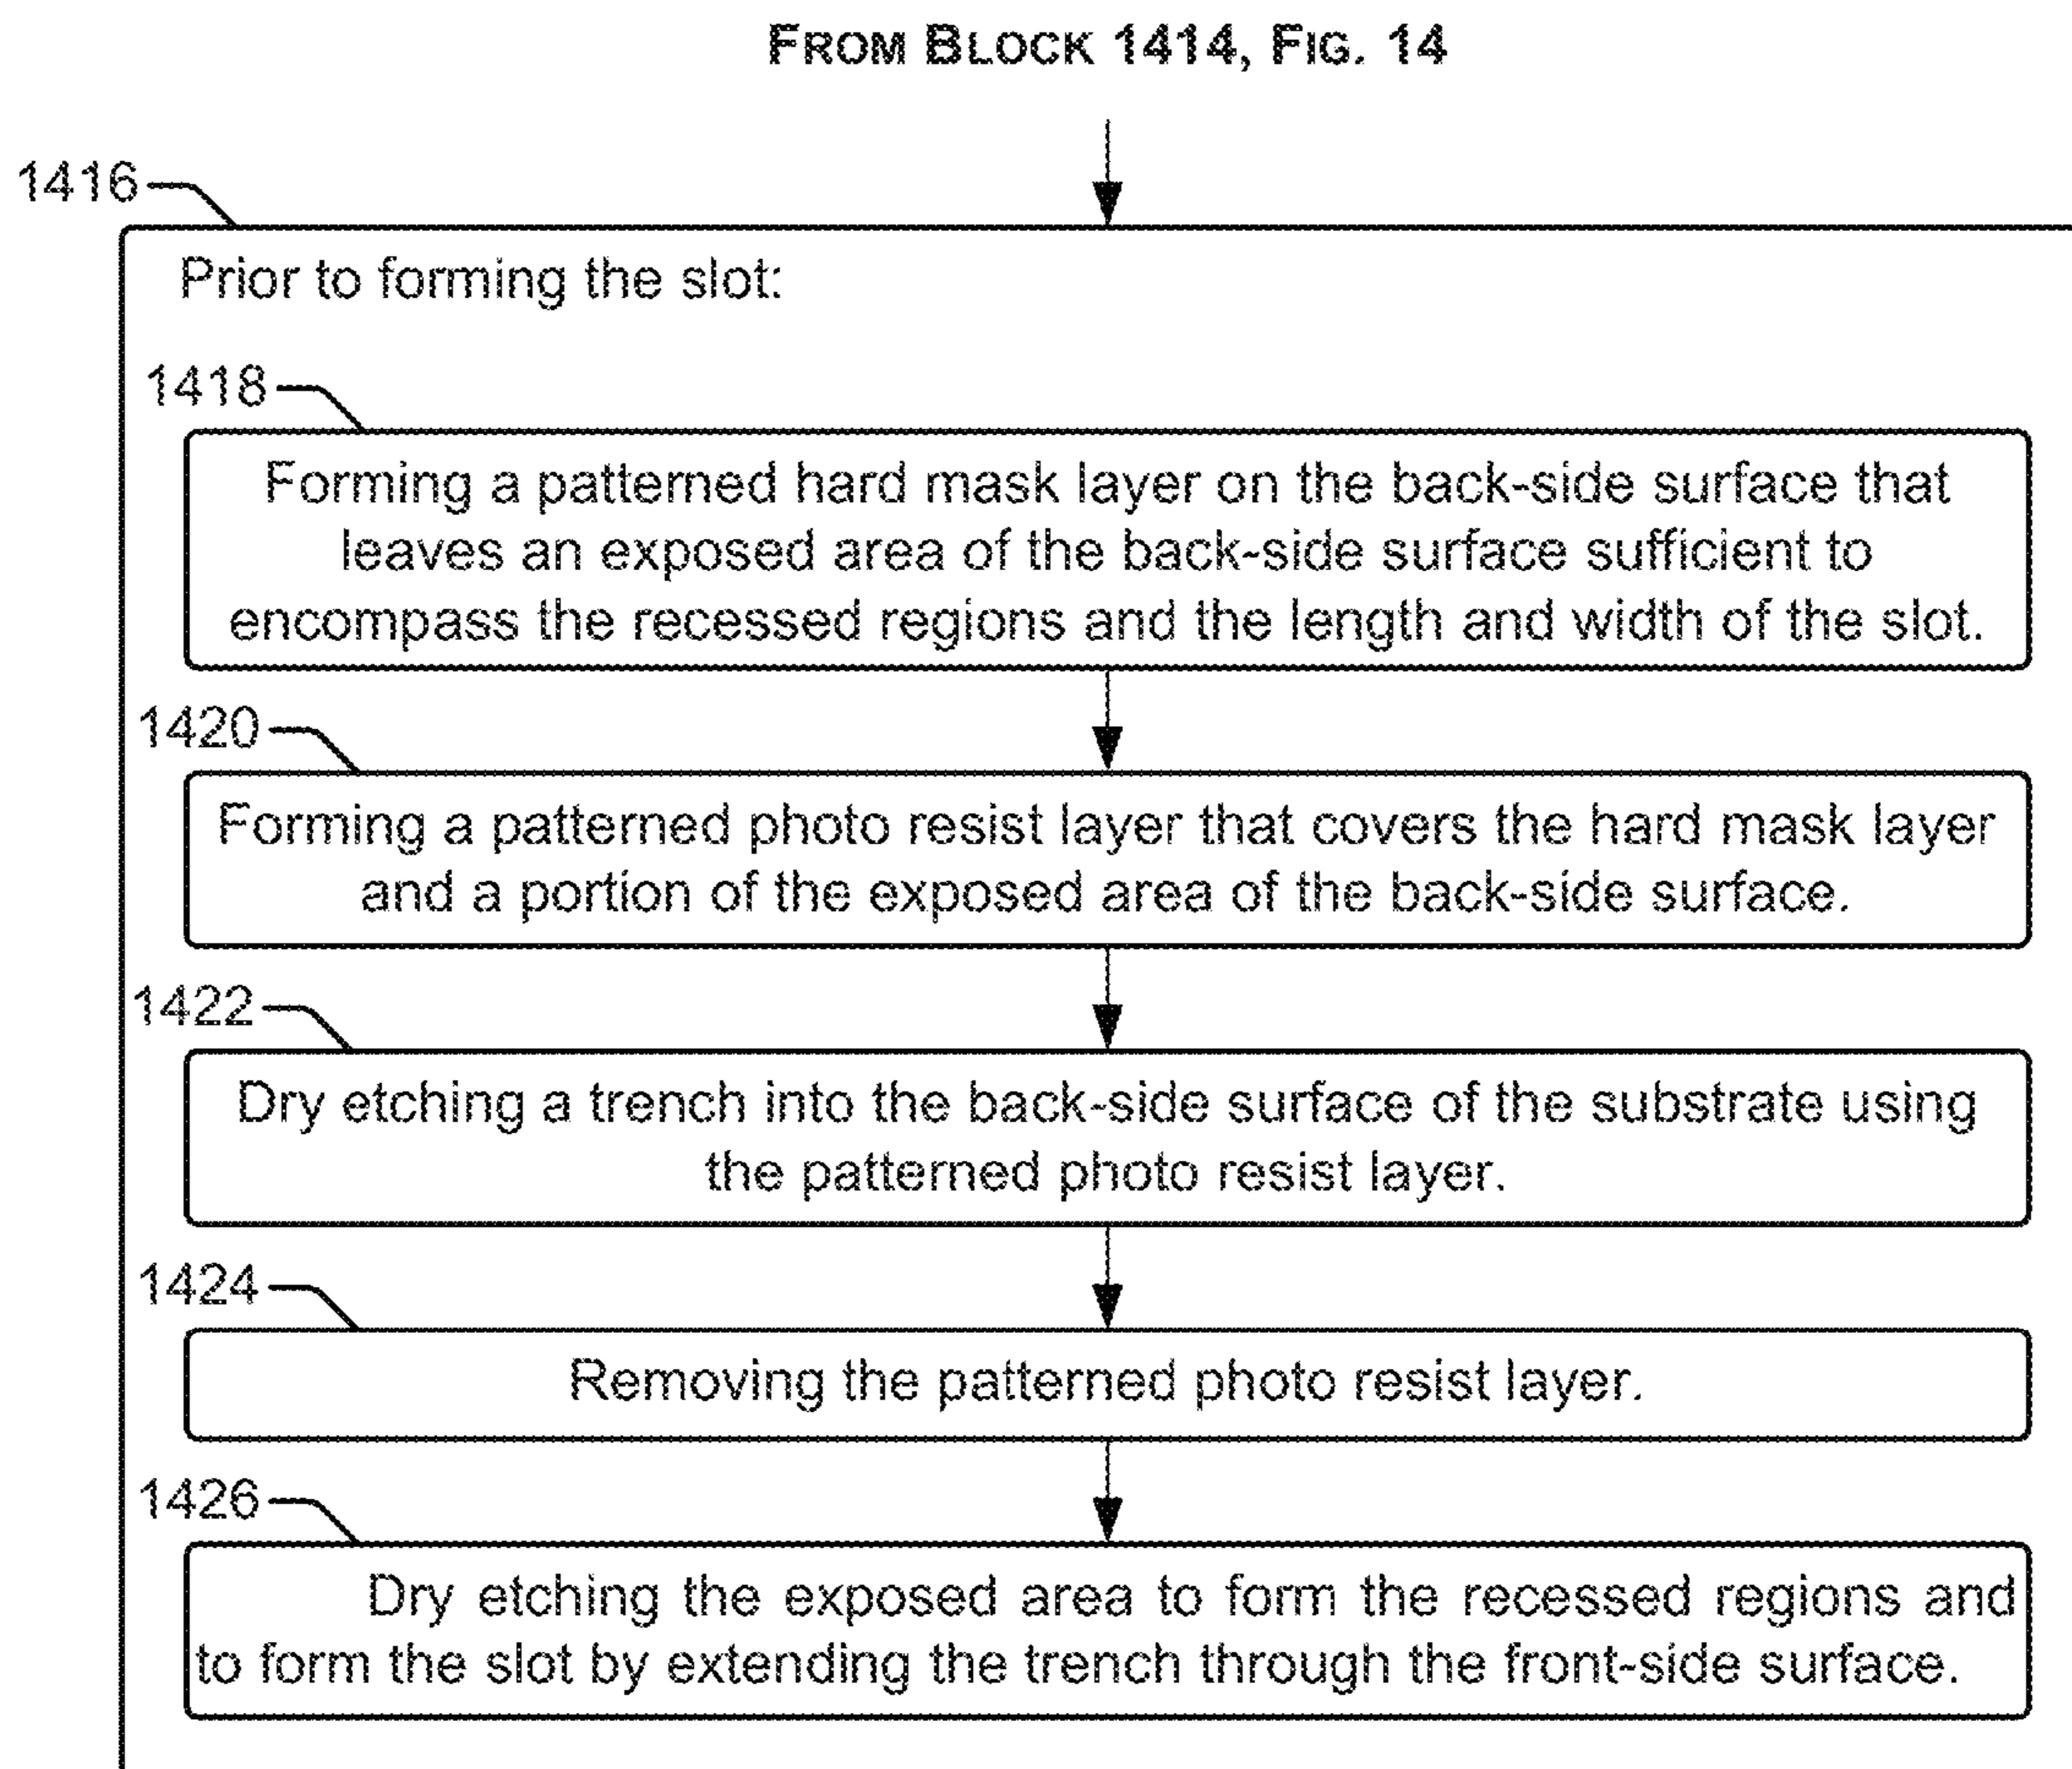 FROM BLOCK 1414, FIG. 14
1416
Prior to forming the slot:
1418
Forming a patterned hard mask layer on the back-side surface that
leaves an exposed area of the back-side surface sufficient to
encompass the recessed regions and the length and width of the slot.
1420
Forming a patterned photo resist layer that covers the hard mask layer
and a portion of the exposed area of the back-side surface.
1422
Dry etching a trench into the back-side surface of the substrate using
the patterned photo resist layer.
1424
Removing the patterned photo resist layer.
1426
Dry etching the exposed area to form the recessed regions and
to form the slot by extending the trench through the front-side surface.